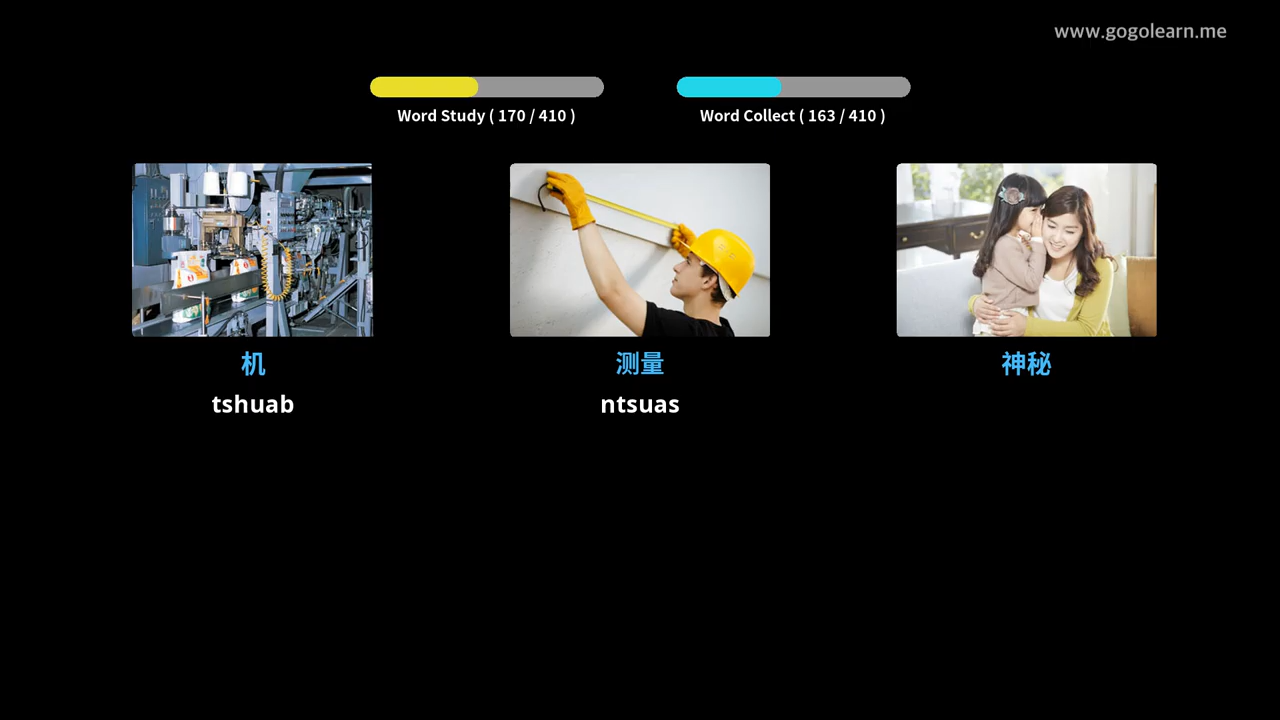 www.gogolearn.me
Word Study ( 170 / 410 )
Word Collect ( 163 / 410 )
机
测量
神秘
tshuab
ntsuas